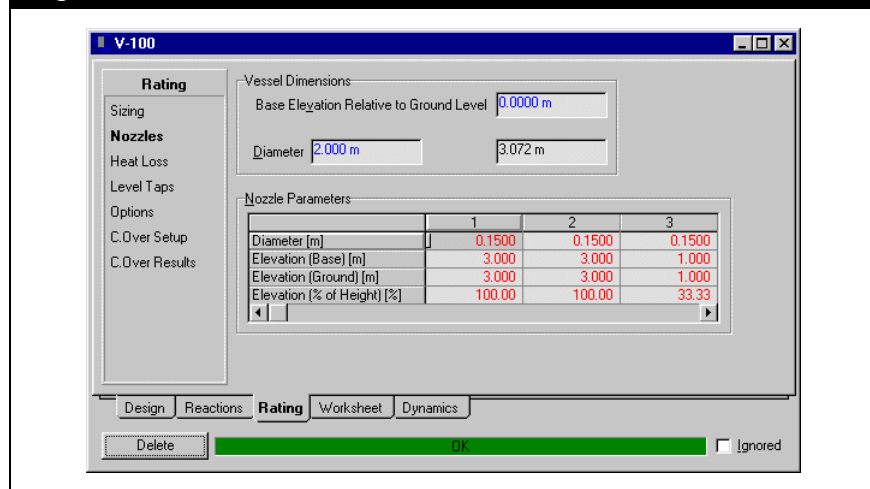 V-100
Rating
Sizing
Nozzles
Heat Loss
Level Taps
Options
C.Over Setup
C.Over Results
Vessel Dimensions
Base Elevation Relative to Ground Level 0.0000 m
Diameter 2.000 m 3.072 m
Nozzle Parameters
1 2 3
Diameter [m] 0.1500 0.1500 0.1500
Elevation (Base) [m] 3.000 3.000 1.000
Elevation (Ground) [m] 3.000 3.000 1.000
Elevation (% of Height) [%] 100.00 100.00 33.33
Design Reactions Rating Worksheet Dynamics
Delete OK Ignored